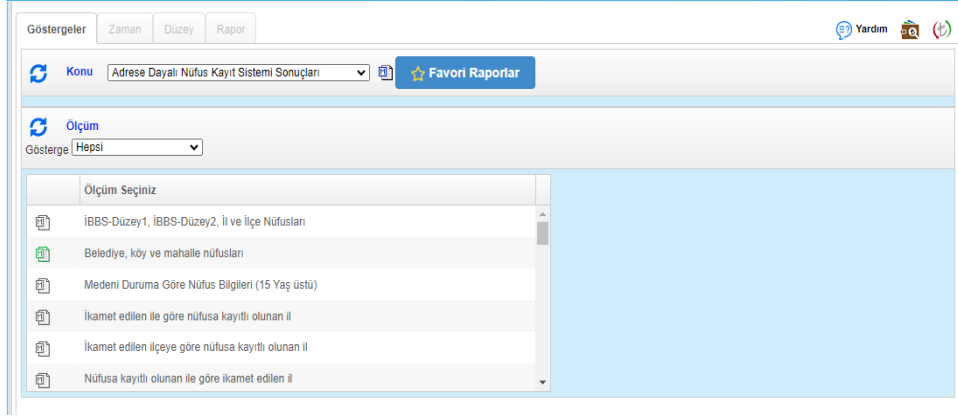 Göstergeler Zaman Düzey Rapor Yardım
Konu Adrese Dayalı Nüfus Kayıt Sistemi Sonuçları Favori Raporlar
Ölçüm
Gösterge Hepsi
Ölçüm Seçiniz
İBBS-Düzey1, İBBS-Düzey2, İl ve İlçe Nüfusları
Belediye, köy ve mahalle nüfusları
Medeni Duruma Göre Nüfus Bilgileri (15 Yaş üstü)
İkamet edilen ile göre nüfusa kayıtlı olunan il
İkamet edilen ilçeye göre nüfusa kayıtlı olunan il
Nüfusa kayıtlı olunan ile göre ikamet edilen il